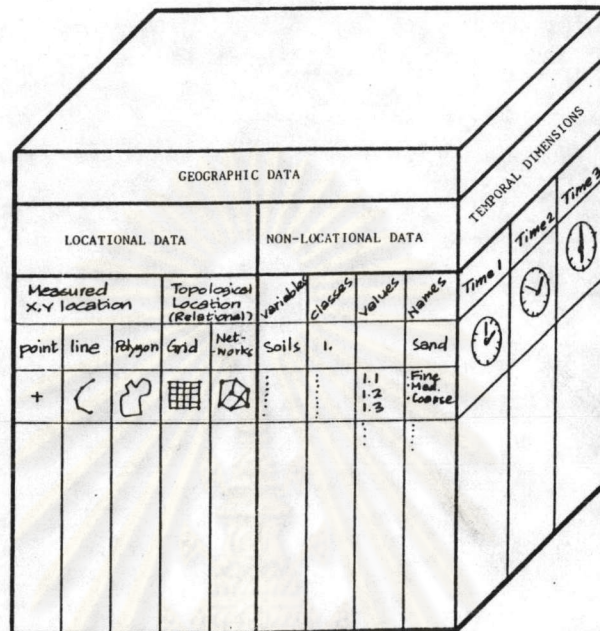 GEOGRAPHIC DATA
TEMPORAL DIMENSIONS
LOCATIONAL DATA
NON-LOCATIONAL DATA
Time 1
Time 2
Time 3
Measured
X,Y location
Topological
Location
(Relational)
variables
classes
values
Names
point
line
Polygon
Grid
Net-
works
Soils
1.
Sand
1.1
1.2
1.3
·Fine
·Med.
·Coarse